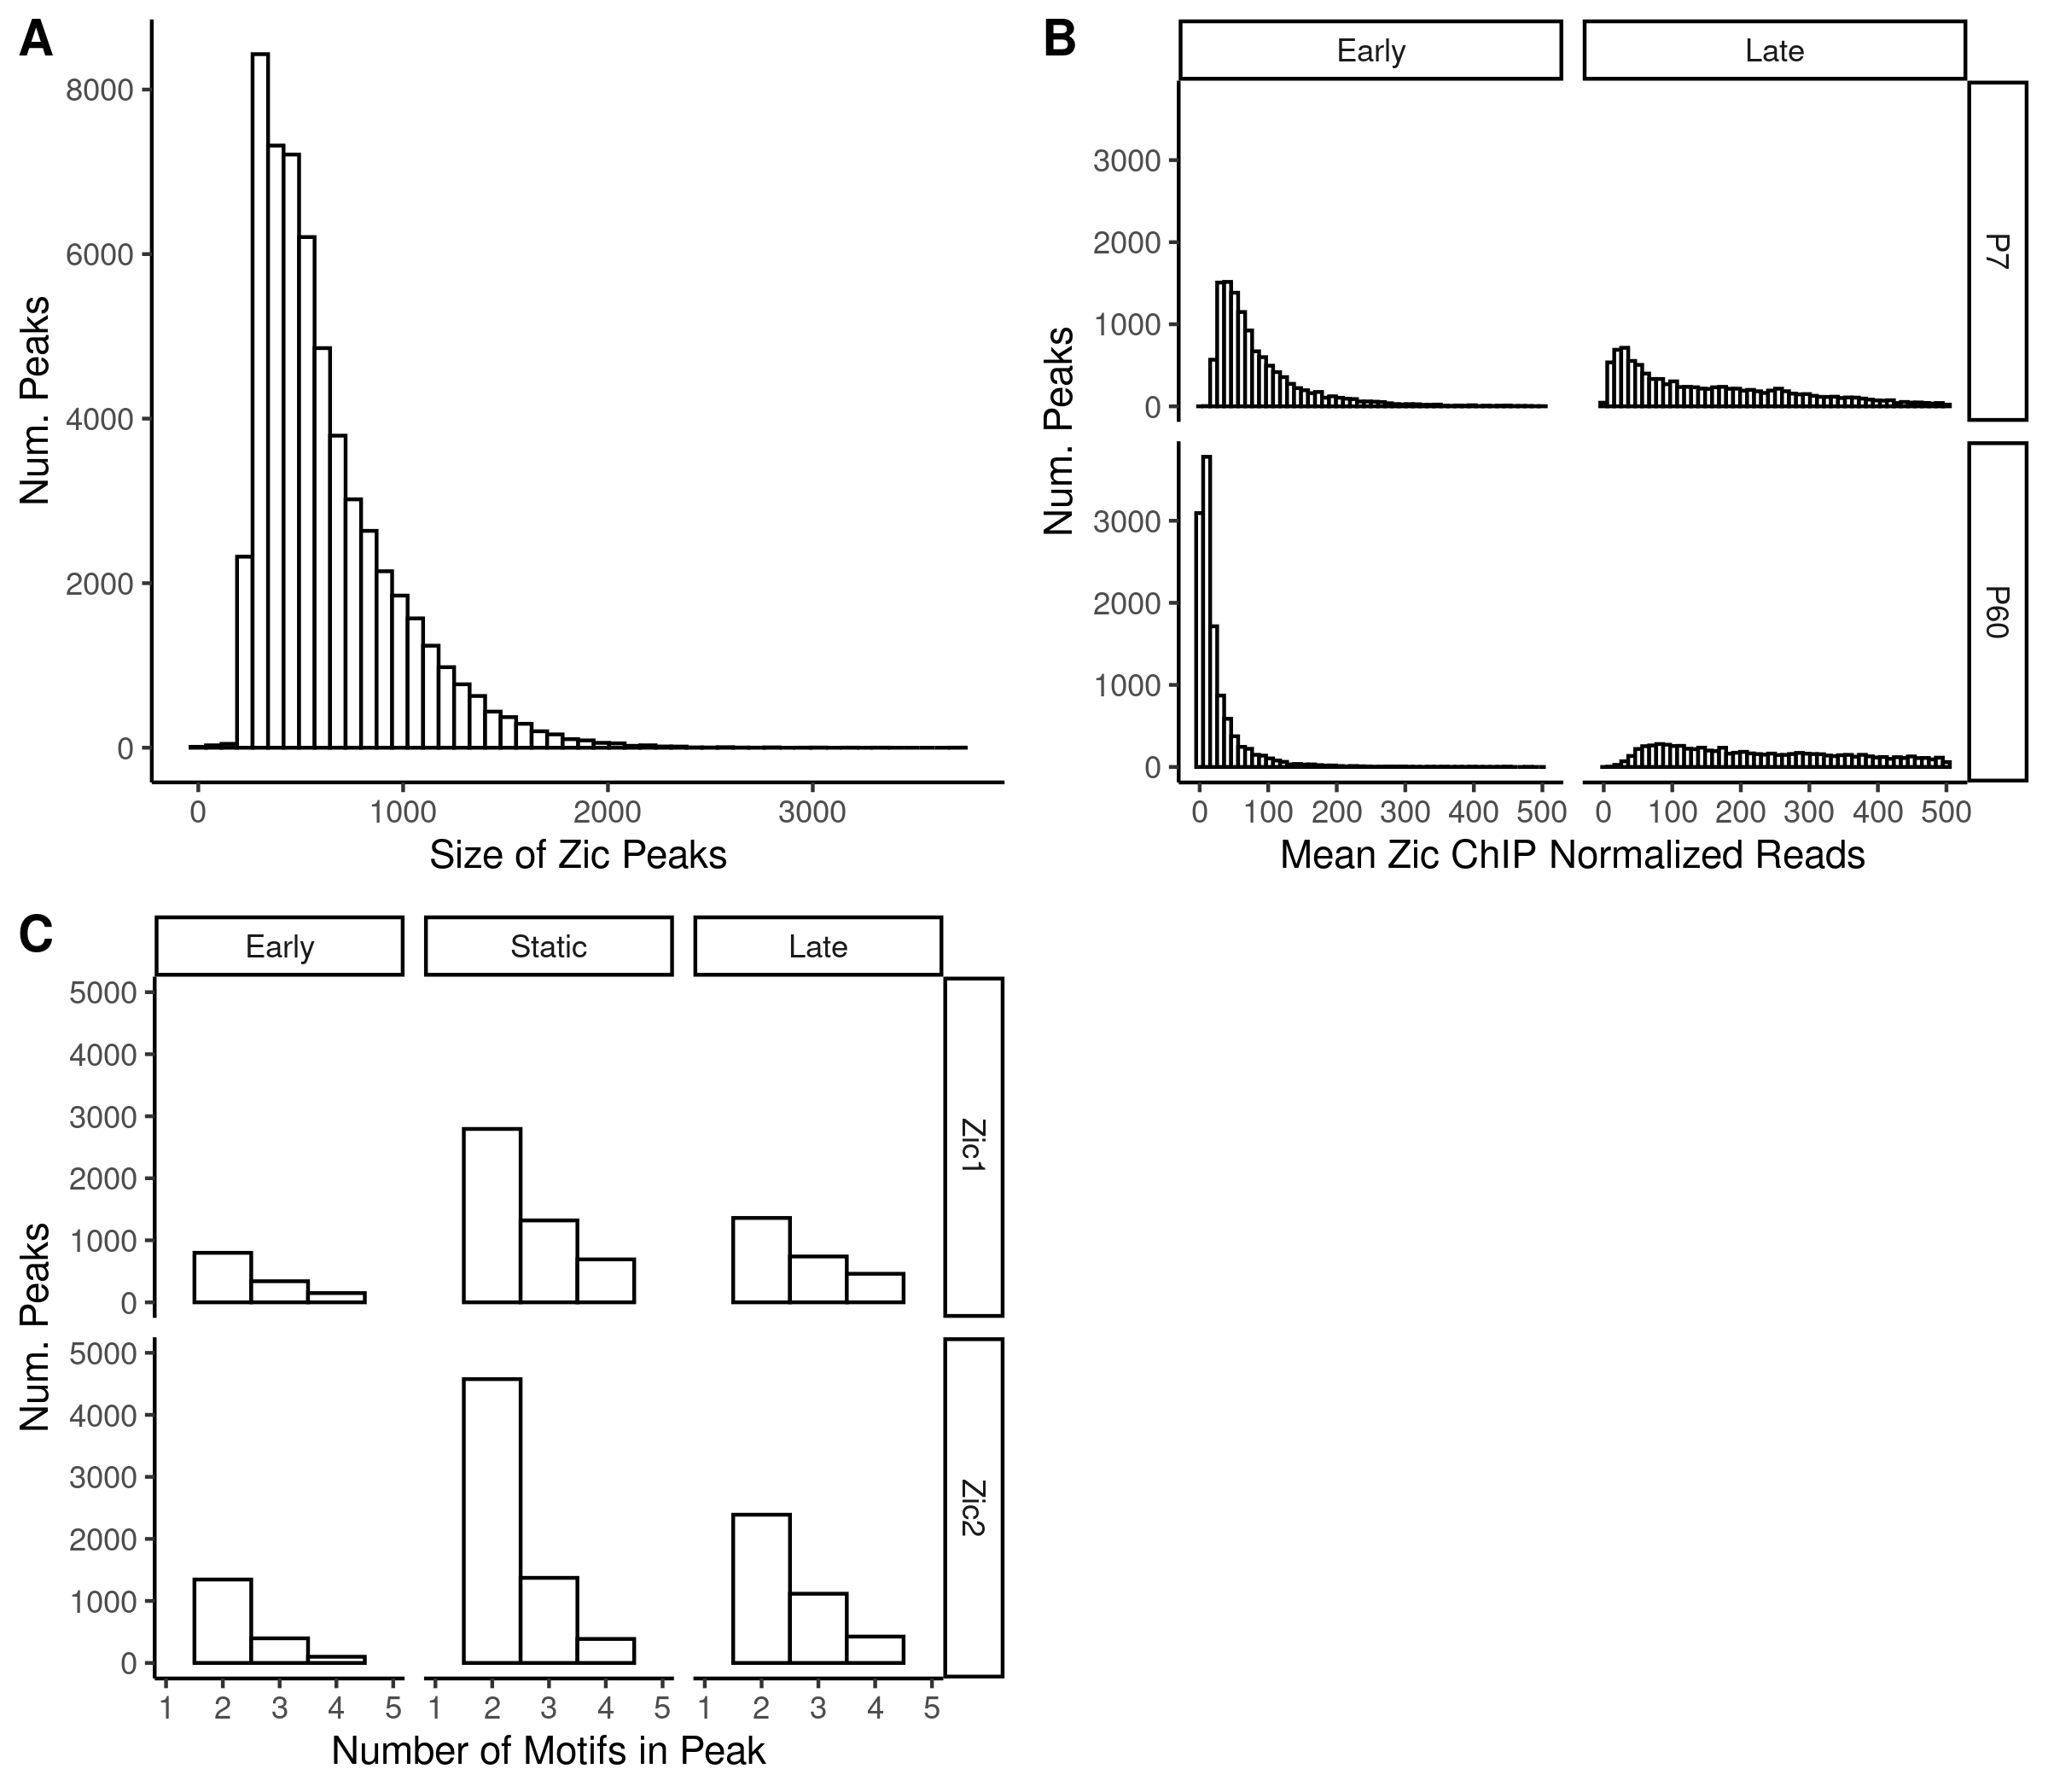 A
8000
6000
4000
2000
0
Num. Peaks
0 1000 2000 3000
Size of Zic Peaks
B
Early Late
3000
2000
1000
0
P7
3000
2000
1000
0
P60
Num. Peaks
0 100 200 300 400 500 0 100 200 300 400 500
Mean Zic ChIP Normalized Reads
C
Early Static Late
5000
4000
3000
2000
1000
0
Zic1
5000
4000
3000
2000
1000
0
Zic2
Num. Peaks
1 2 3 4 5 1 2 3 4 5 1 2 3 4 5
Number of Motifs in Peak